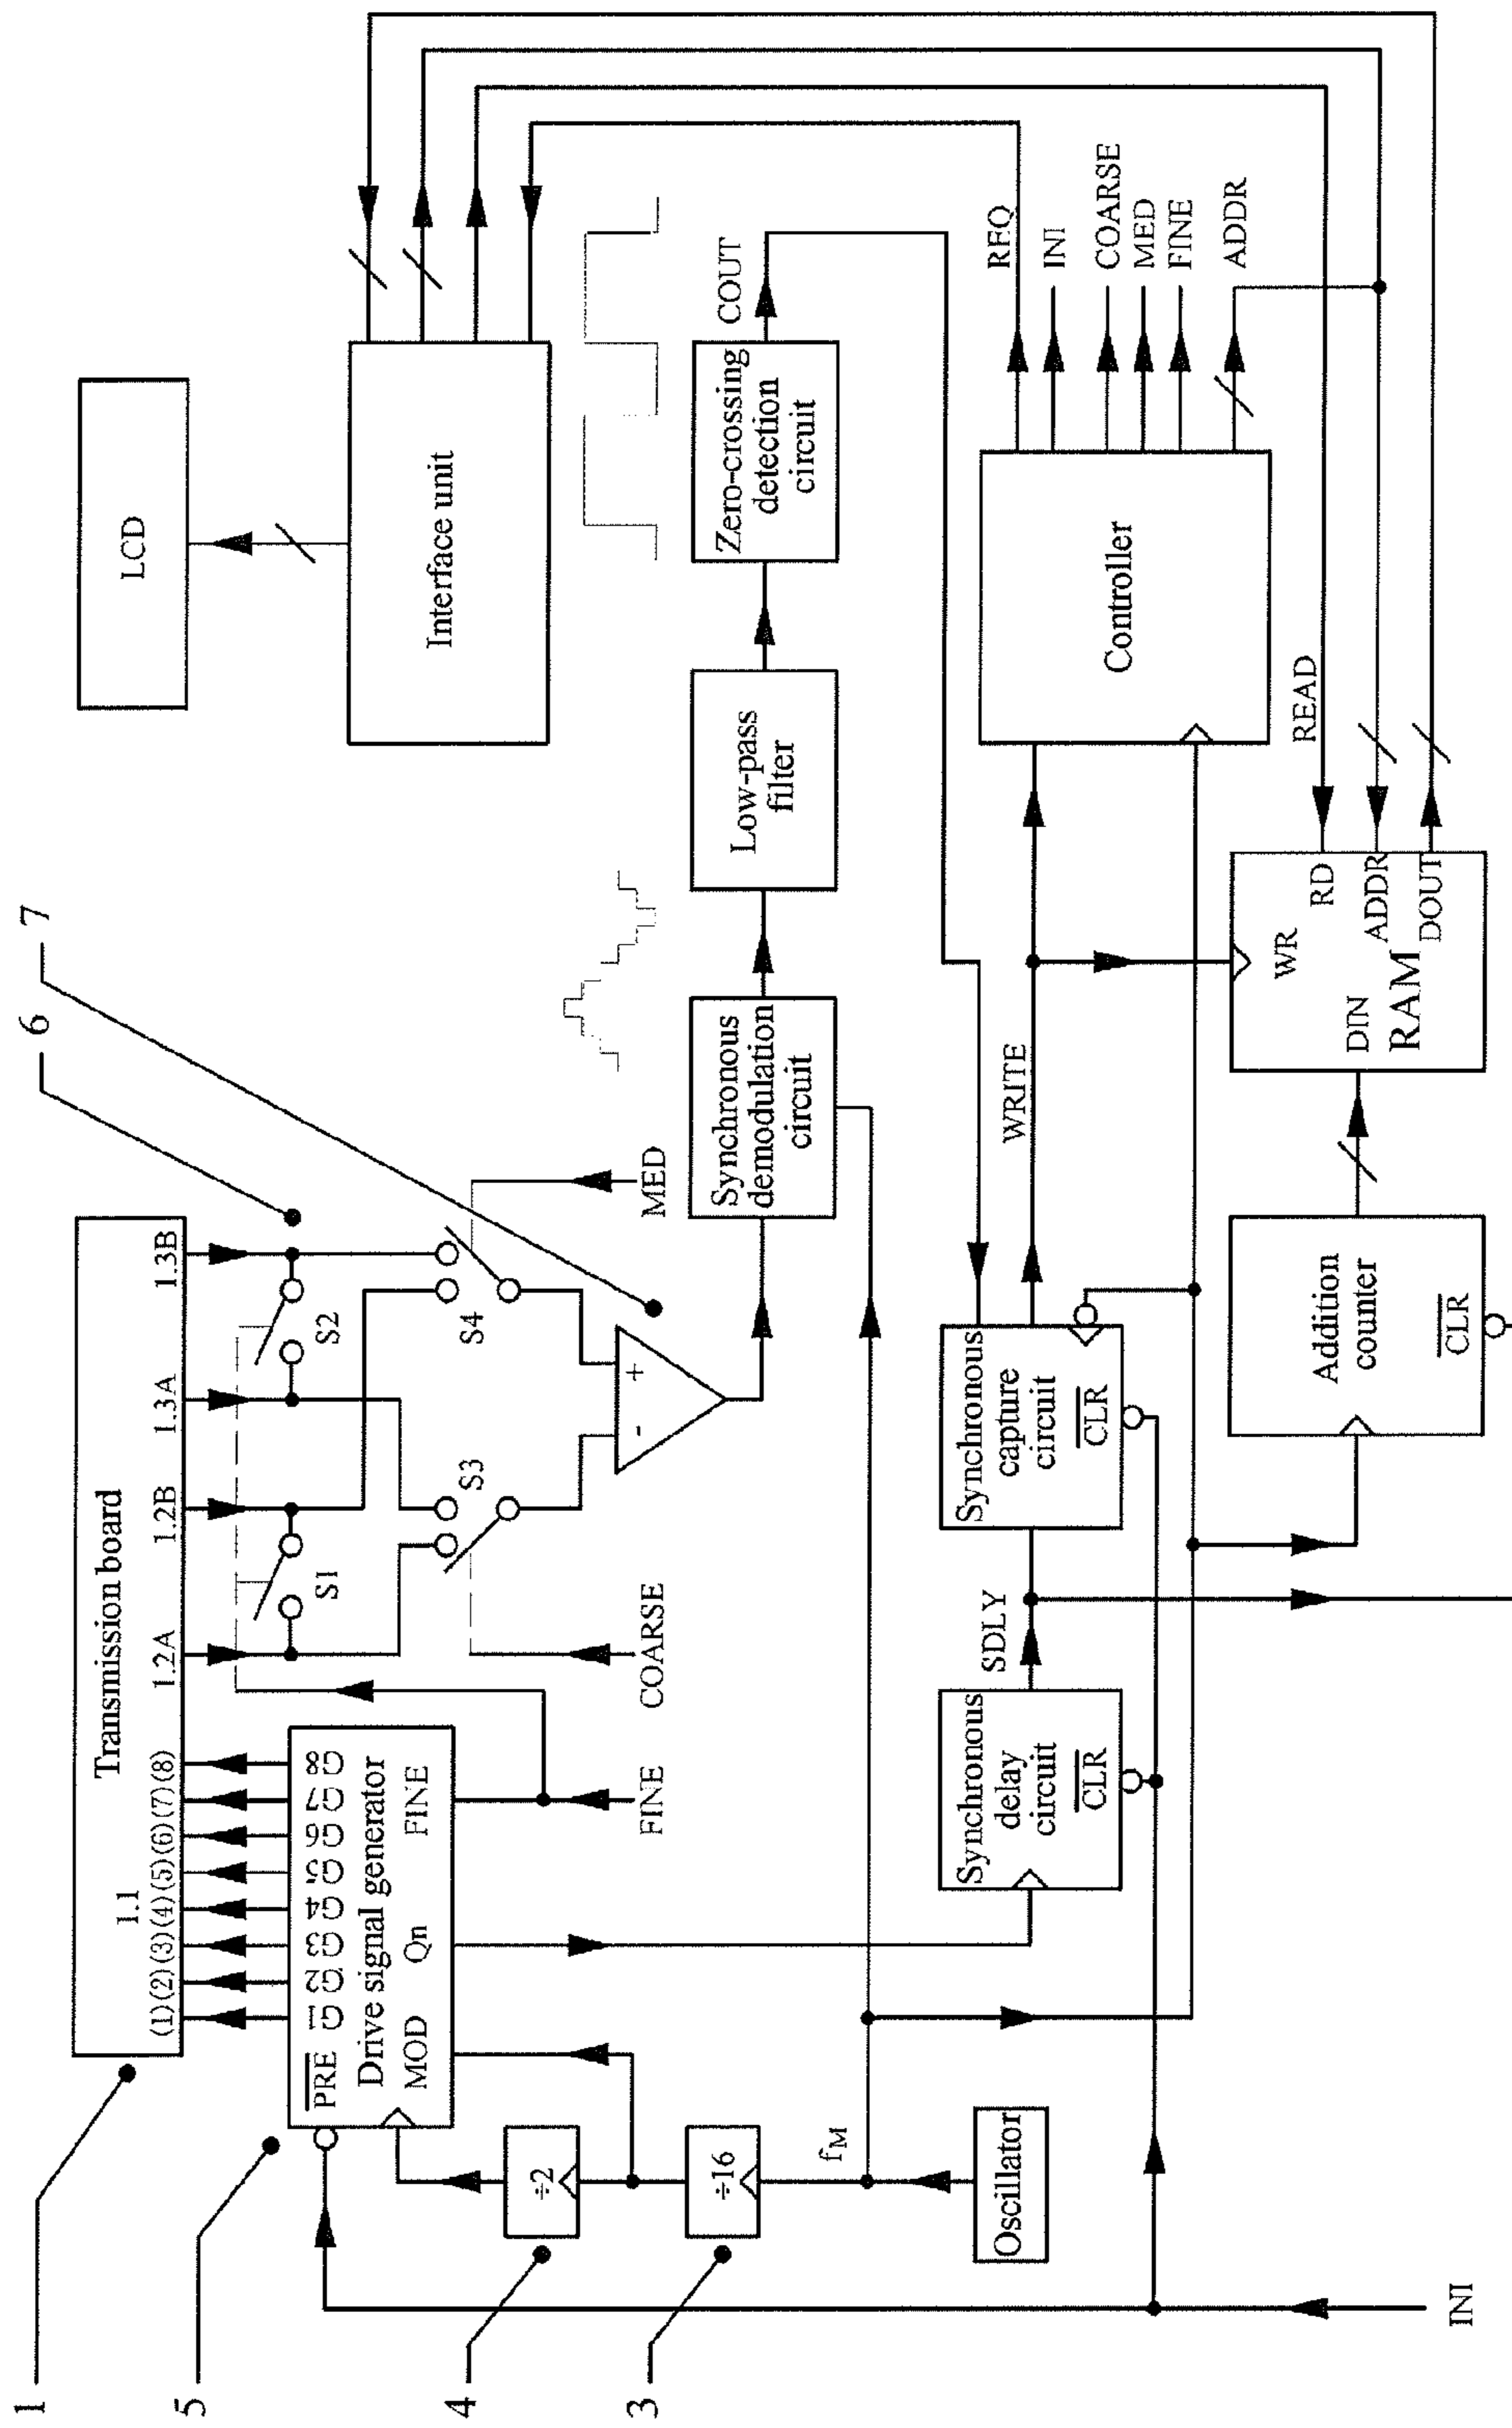 1
5
4
3
6
7
Transmission board
1.1
(1)(2)(3)(4)(5)(6)(7)(8)
1.2A
1.2B
1.3A
1.3B
PRE
G1
G2
G3
G4
G5
G6
G7
G8
Drive signal generator
MOD
Qn
FINE
S1
S2
S3
S4
÷2
÷16
fM
Oscillator
INI
FINE
COARSE
MED
-
+
Synchronous
demodulation
circuit
Low-pass
filter
Zero-crossing
detection
circuit
COUT
LCD
Interface unit
Synchronous
delay
circuit
CLR
SDLY
Synchronous
capture
circuit
CLR
WRITE
Controller
REQ
INI
COARSE
MED
FINE
ADDR
READ
Addition
counter
CLR
DIN
WR
RAM
RD
ADDR
DOUT